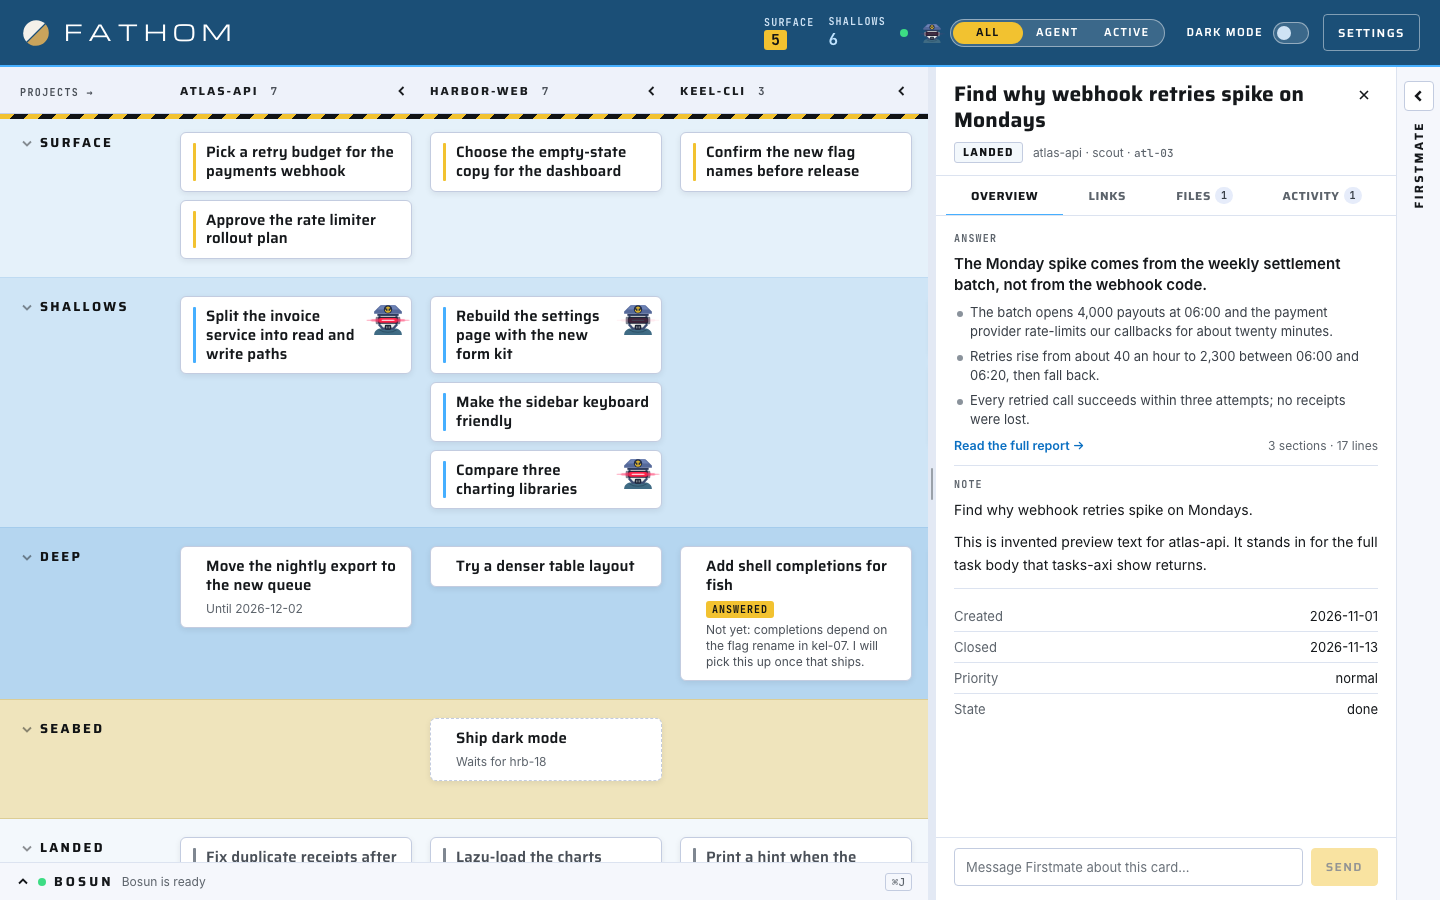 FATHOM
SURFACE
5
SHALLOWS
6
ALL AGENT ACTIVE
DARK MODE
SETTINGS
PROJECTS →
ATLAS-API 7
HARBOR-WEB 7
KEEL-CLI 3
SURFACE
Pick a retry budget for the
payments webhook
Approve the rate limiter
rollout plan
Choose the empty-state
copy for the dashboard
Confirm the new flag
names before release
SHALLOWS
Split the invoice
service into read and
write paths
Rebuild the settings
page with the new
form kit
Make the sidebar keyboard
friendly
Compare three
charting libraries
DEEP
Move the nightly export to
the new queue
Until 2026-12-02
Try a denser table layout
Add shell completions for
fish
ANSWERED
Not yet: completions depend on
the flag rename in kel-07. I will
pick this up once that ships.
SEABED
Ship dark mode
Waits for hrb-18
LANDED
Fix duplicate receipts after
Lazy-load the charts
Print a hint when the
BOSUN Bosun is ready
⌘J
Find why webhook retries spike on
Mondays
LANDED atlas-api · scout · atl-03
OVERVIEW LINKS FILES 1 ACTIVITY 1
ANSWER
The Monday spike comes from the weekly settlement
batch, not from the webhook code.
The batch opens 4,000 payouts at 06:00 and the payment
provider rate-limits our callbacks for about twenty minutes.
Retries rise from about 40 an hour to 2,300 between 06:00 and
06:20, then fall back.
Every retried call succeeds within three attempts; no receipts
were lost.
Read the full report → 3 sections · 17 lines
NOTE
Find why webhook retries spike on Mondays.
This is invented preview text for atlas-api. It stands in for the full
task body that tasks-axi show returns.
Created 2026-11-01
Closed 2026-11-13
Priority normal
State done
Message Firstmate about this card...
SEND
FIRSTMATE